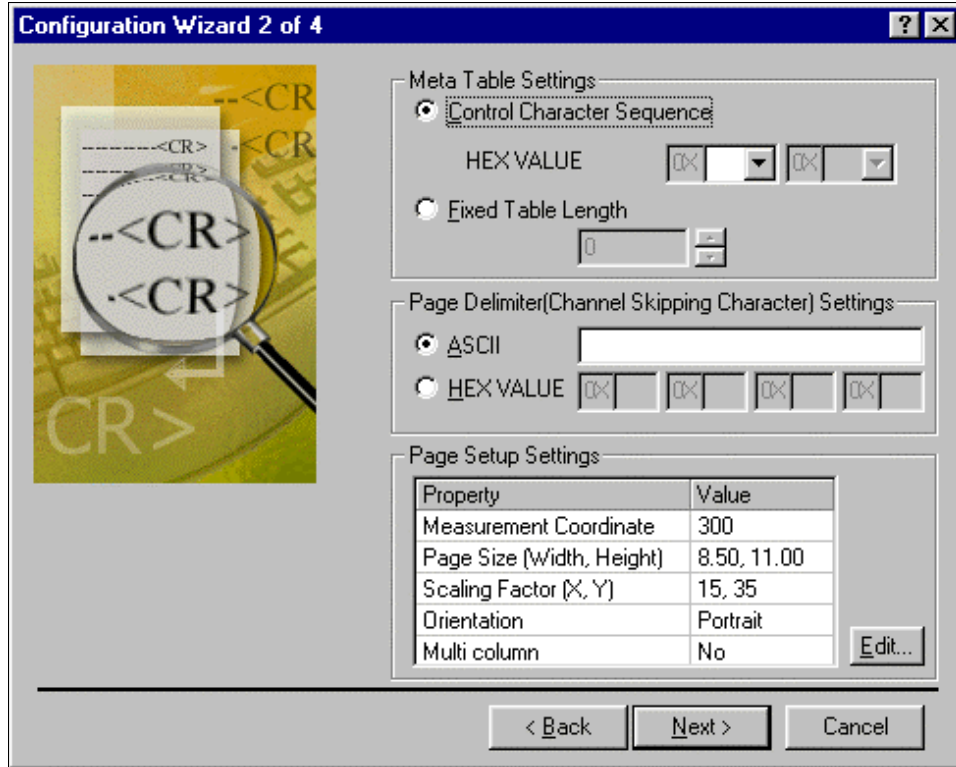 Configuration Wizard 2 of 4
--<CR
-<CR
--------<CR>
--<CR>
.<CR>
CR>
Meta Table Settings
Control Character Sequence
HEX VALUE 0X 0X
Fixed Table Length
0
Page Delimiter(Channel Skipping Character) Settings
ASCII
HEX VALUE 0X 0X 0X 0X
Page Setup Settings
Property Value
Measurement Coordinate 300
Page Size (Width, Height) 8.50, 11.00
Scaling Factor (X, Y) 15, 35
Orientation Portrait
Multi column No
Edit...
< Back Next > Cancel